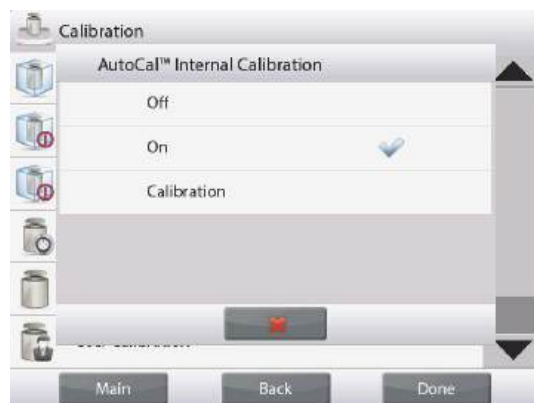 Calibration
AutoCal™ Internal Calibration
Off
On
Calibration
Main
Back
Done